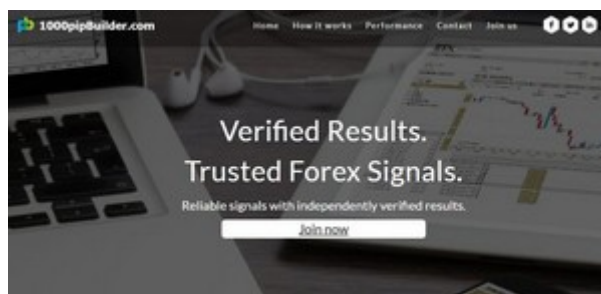 1000pipBuilder.com
Home How it works Performance Contact Join us
Verified Results.
Trusted Forex Signals.
Reliable signals with independently verified results.
Join now